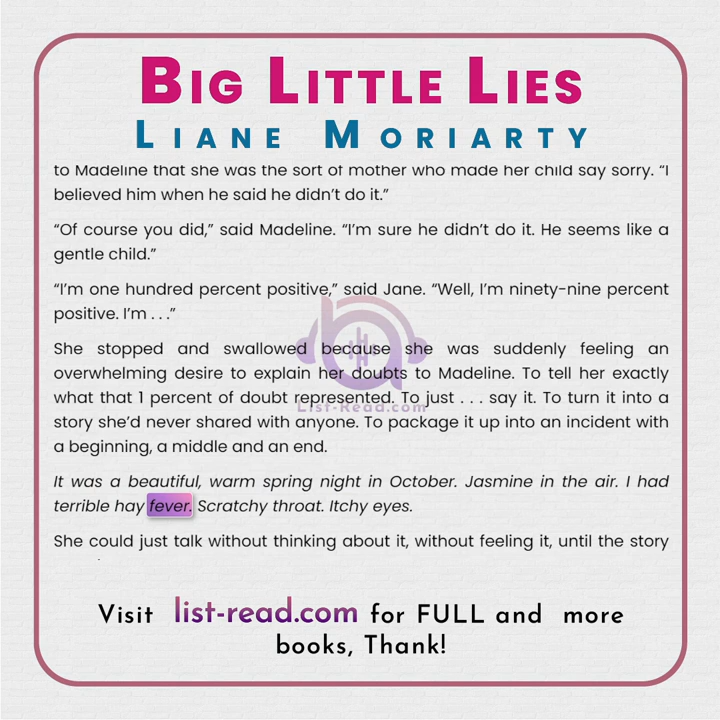 BIG LITTLE LIES
LIANE MORIARTY
to Madeline that she was the sort of mother who made her child say sorry. “I
believed him when he said he didn’t do it.”
“Of course you did,” said Madeline. “I’m sure he didn’t do it. He seems like a
gentle child.”
“I’m one hundred percent positive,” said Jane. “Well, I’m ninety-nine percent
positive. I’m . . .”
She stopped and swallowed because she was suddenly feeling an
overwhelming desire to explain her doubts to Madeline. To tell her exactly
what that 1 percent of doubt represented. To just . . . say it. To turn it into a
List-Read.com
story she’d never shared with anyone. To package it up into an incident with
a beginning, a middle and an end.
It was a beautiful, warm spring night in October. Jasmine in the air. I had
terrible hay fever. Scratchy throat. Itchy eyes.
She could just talk without thinking about it, without feeling it, until the story
Visit list-read.com for FULL and more
books, Thank!